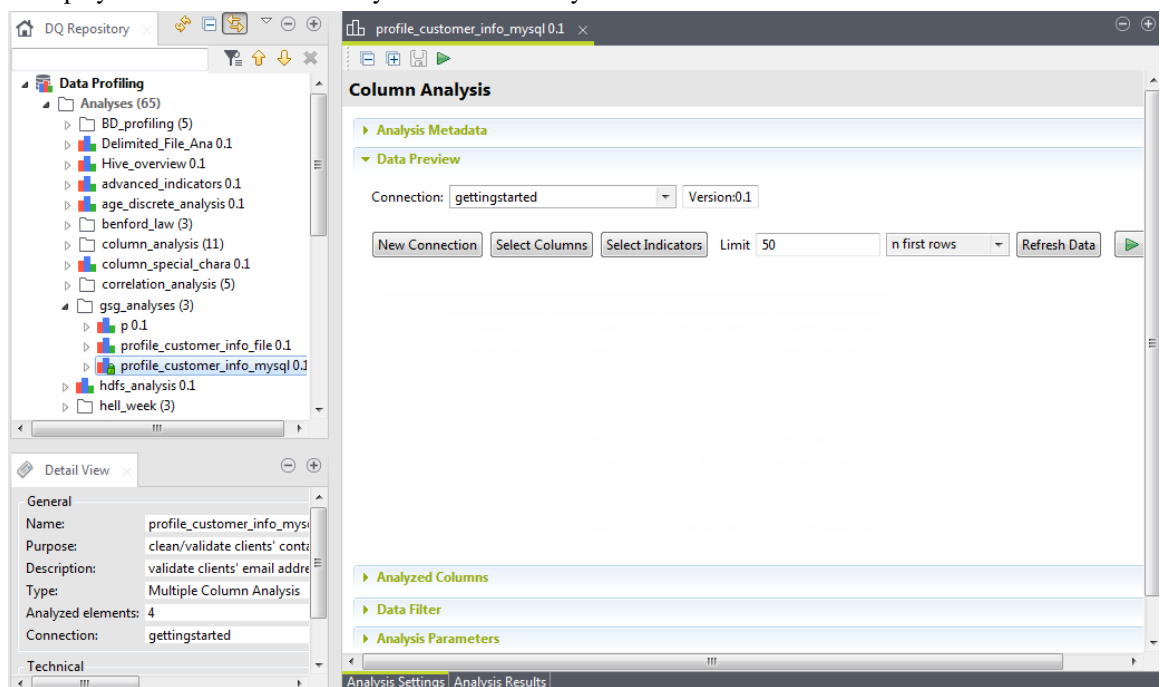 DQ Repository
Data Profiling
Analyses (65)
BD_profiling (5)
Delimited_File_Ana 0.1
Hive_overview 0.1
advanced_indicators 0.1
age_discrete_analysis 0.1
benford_law (3)
column_analysis (11)
column_special_chara 0.1
correlation_analysis (5)
gsg_analyses (3)
p 0.1
profile_customer_info_file 0.1
profile_customer_info_mysql 0.1
hdfs_analysis 0.1
hell_week (3)
Detail View
General
Name: profile_customer_info_mys
Purpose: clean/validate clients' conta
Description: validate clients' email addre
Type: Multiple Column Analysis
Analyzed elements: 4
Connection: gettingstarted
Technical
profile_customer_info_mysql 0.1
Column Analysis
Analysis Metadata
Data Preview
Connection: gettingstarted Version:0.1
New Connection Select Columns Select Indicators Limit 50 n first rows Refresh Data
Analyzed Columns
Data Filter
Analysis Parameters
Analysis Settings Analysis Results